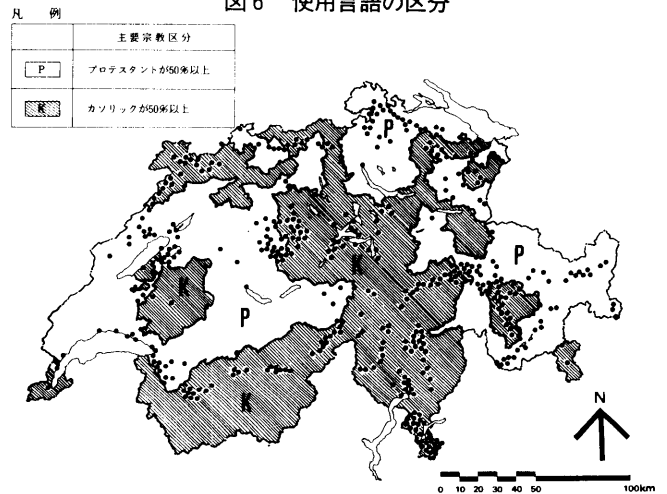 図6　使用言語の区分
凡　例
主要宗教区分
P　プロテスタントが50%以上
K　カソリックが50%以上
P
P
K
K
P
K
N
0 10 20 30 40 50 100km